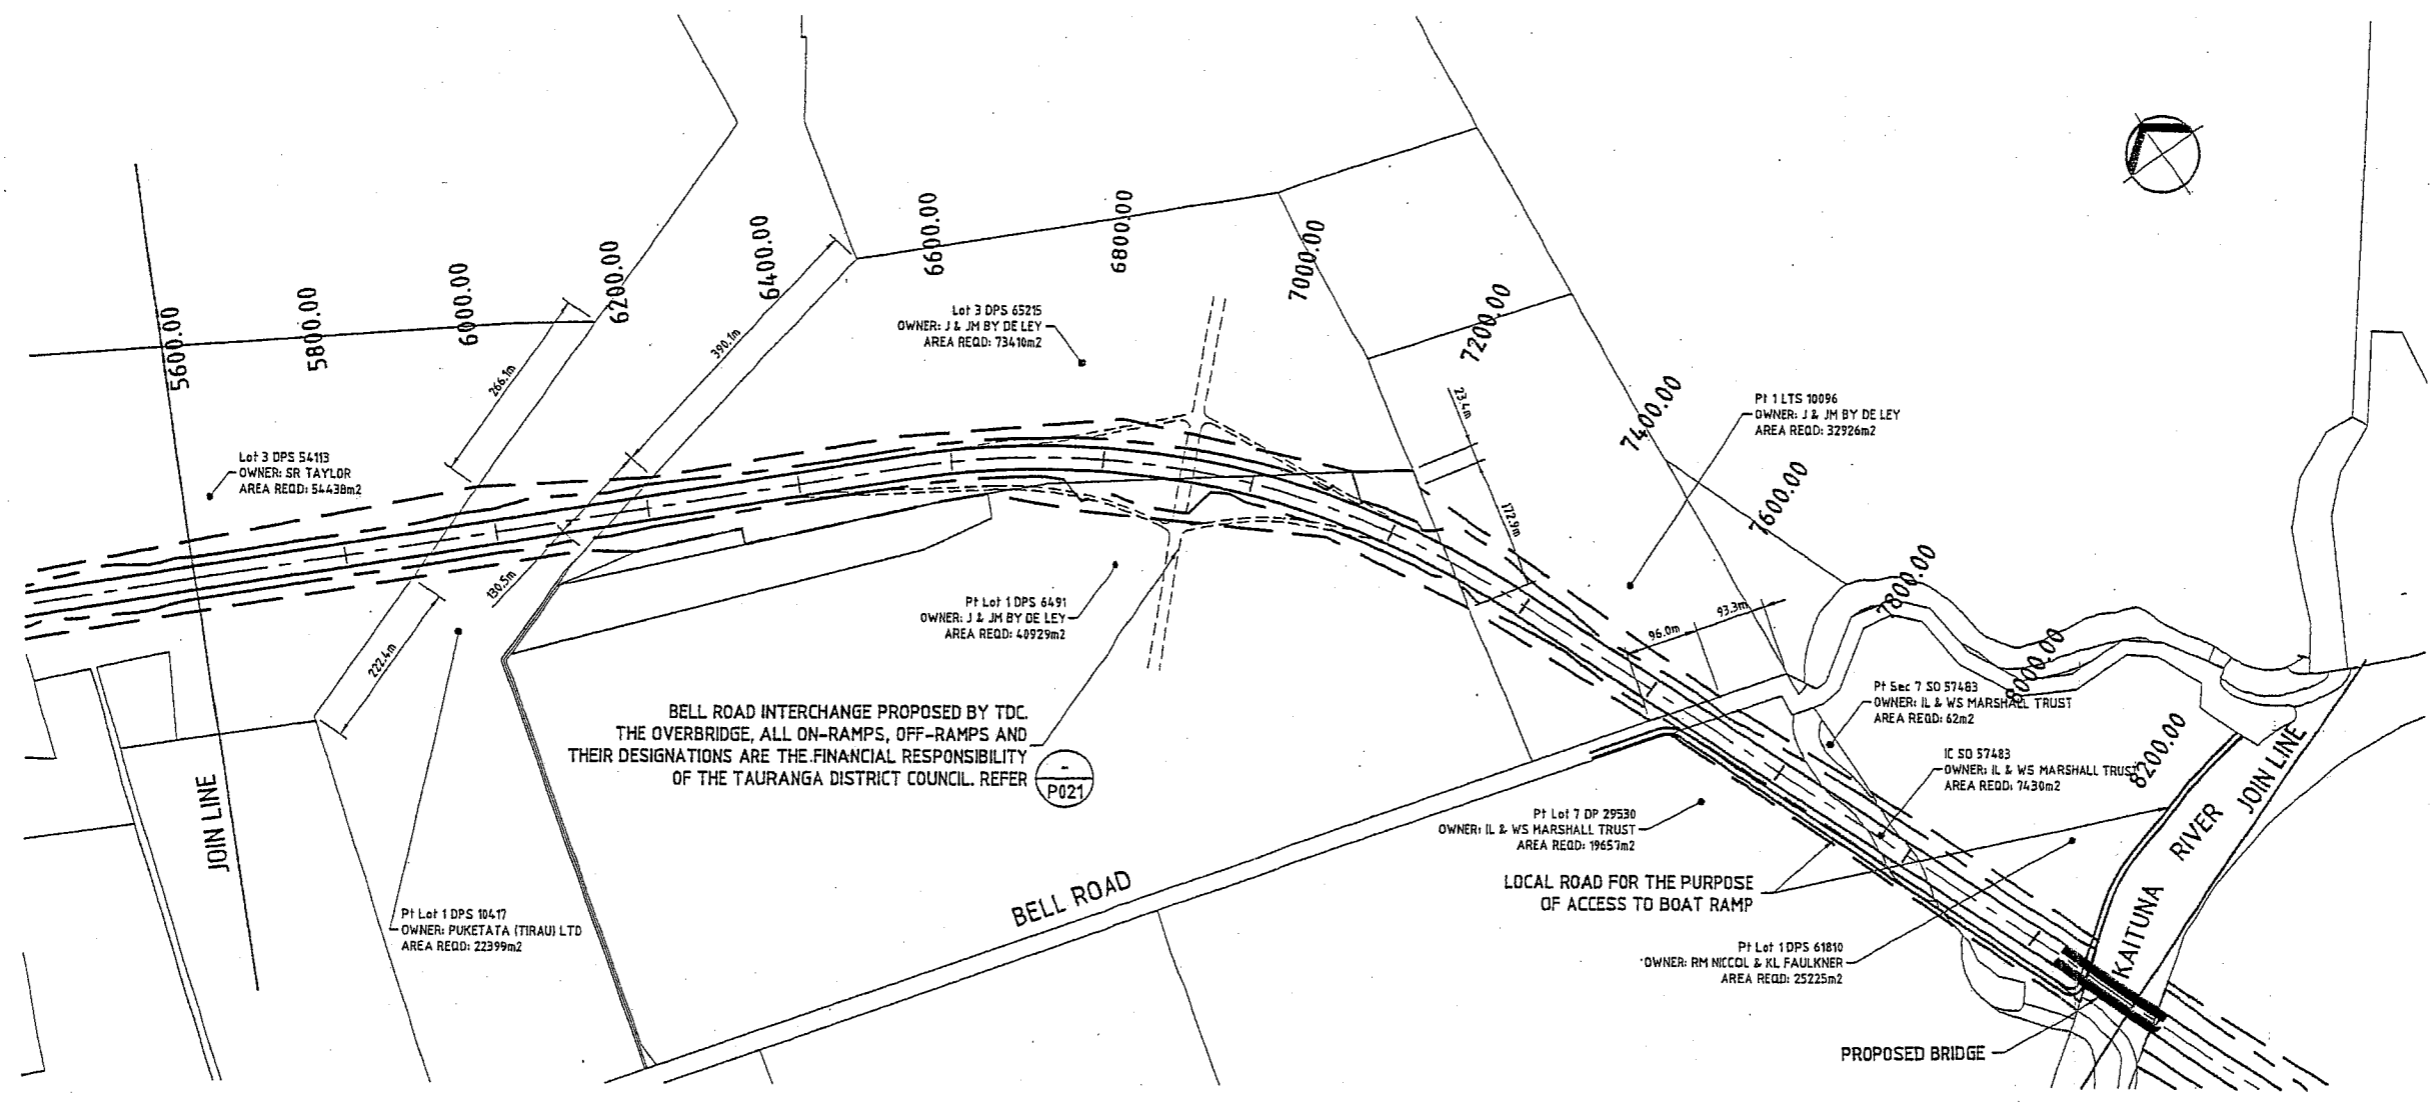 5600.00
5800.00
6000.00
6200.00
6400.00
6600.00
6800.00
7000.00
7200.00
7400.00
7600.00
7800.00
8000.00
8200.00
266.1m
390.1m
222.4m
130.5m
23.4m
172.9m
96.0m
93.3m
Lot 3 DPS 54113
OWNER: SR TAYLOR
AREA REQD: 54438m2
Lot 3 DPS 65215
OWNER: J & JM BY DE LEY
AREA REQD: 73410m2
Pt 1 LTS 10096
OWNER: J & JM BY DE LEY
AREA REQD: 32926m2
Pt Lot 1 DPS 6491
OWNER: J & JM BY DE LEY
AREA REQD: 40929m2
BELL ROAD INTERCHANGE PROPOSED BY TDC.
THE OVERBRIDGE, ALL ON-RAMPS, OFF-RAMPS AND
THEIR DESIGNATIONS ARE THE FINANCIAL RESPONSIBILITY
OF THE TAURANGA DISTRICT COUNCIL. REFER
-
P021
Pt Sec 7 SO 57483
OWNER: IL & WS MARSHALL TRUST
AREA REQD: 62m2
IC SO 57483
OWNER: IL & WS MARSHALL TRUST
AREA REQD: 7430m2
Pt Lot 7 DP 29530
OWNER: IL & WS MARSHALL TRUST
AREA REQD: 19657m2
LOCAL ROAD FOR THE PURPOSE
OF ACCESS TO BOAT RAMP
Pt Lot 1 DPS 10417
OWNER: PUKETATA (TIRAU) LTD
AREA REQD: 22399m2
Pt Lot 1 DPS 61810
OWNER: RM NICCOL & KL FAULKNER
AREA REQD: 25225m2
JOIN LINE
BELL ROAD
KAITUNA RIVER
JOIN LINE
PROPOSED BRIDGE